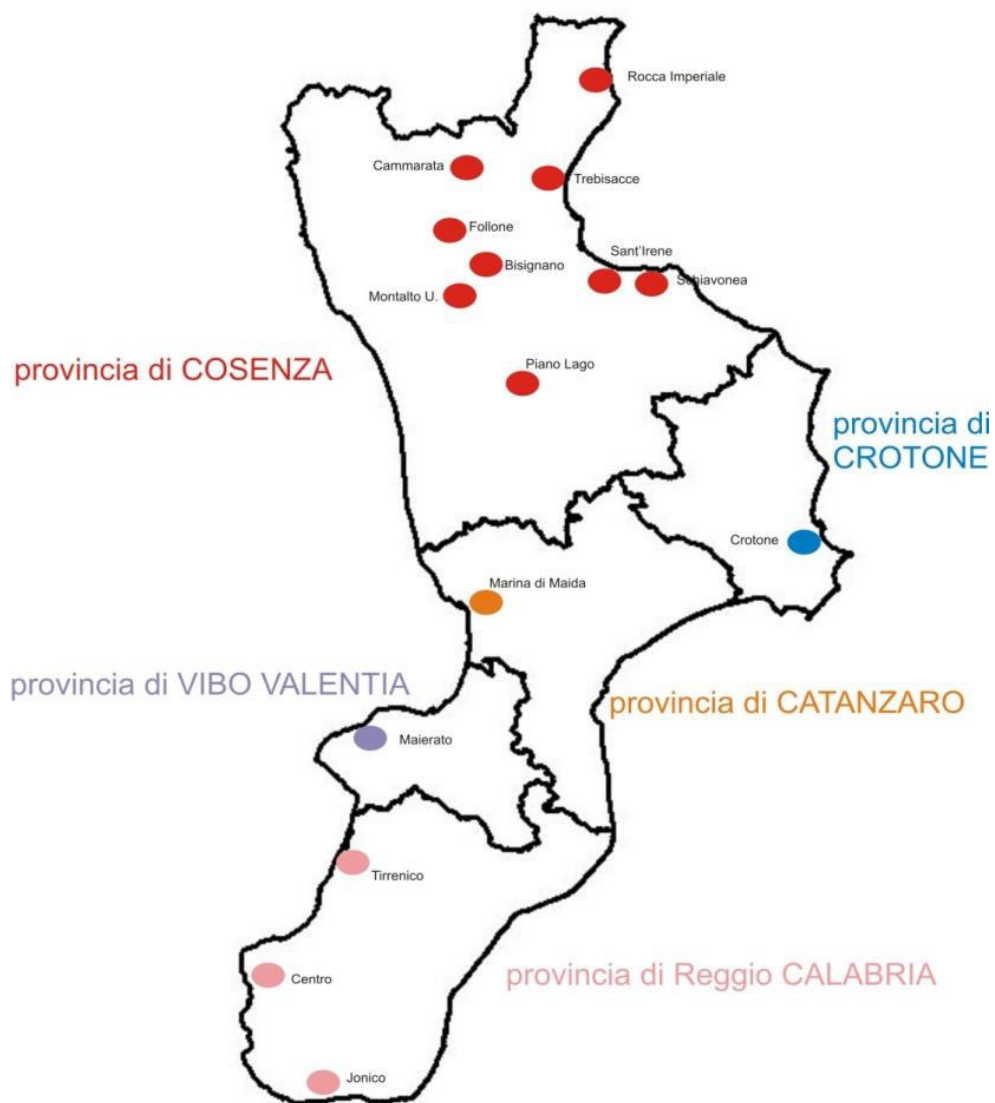 Rocca Imperiale
Cammarata
Trebisacce
Follone
Sant'Irene
Bisignano
Schiavonea
Montalto U.
provincia di COSENZA
Piano Lago
provincia di
CROTONE
Crotone
Marina di Maida
provincia di VIBO VALENTIA
provincia di CATANZARO
Maierato
Tirrenico
provincia di Reggio CALABRIA
Centro
Jonico